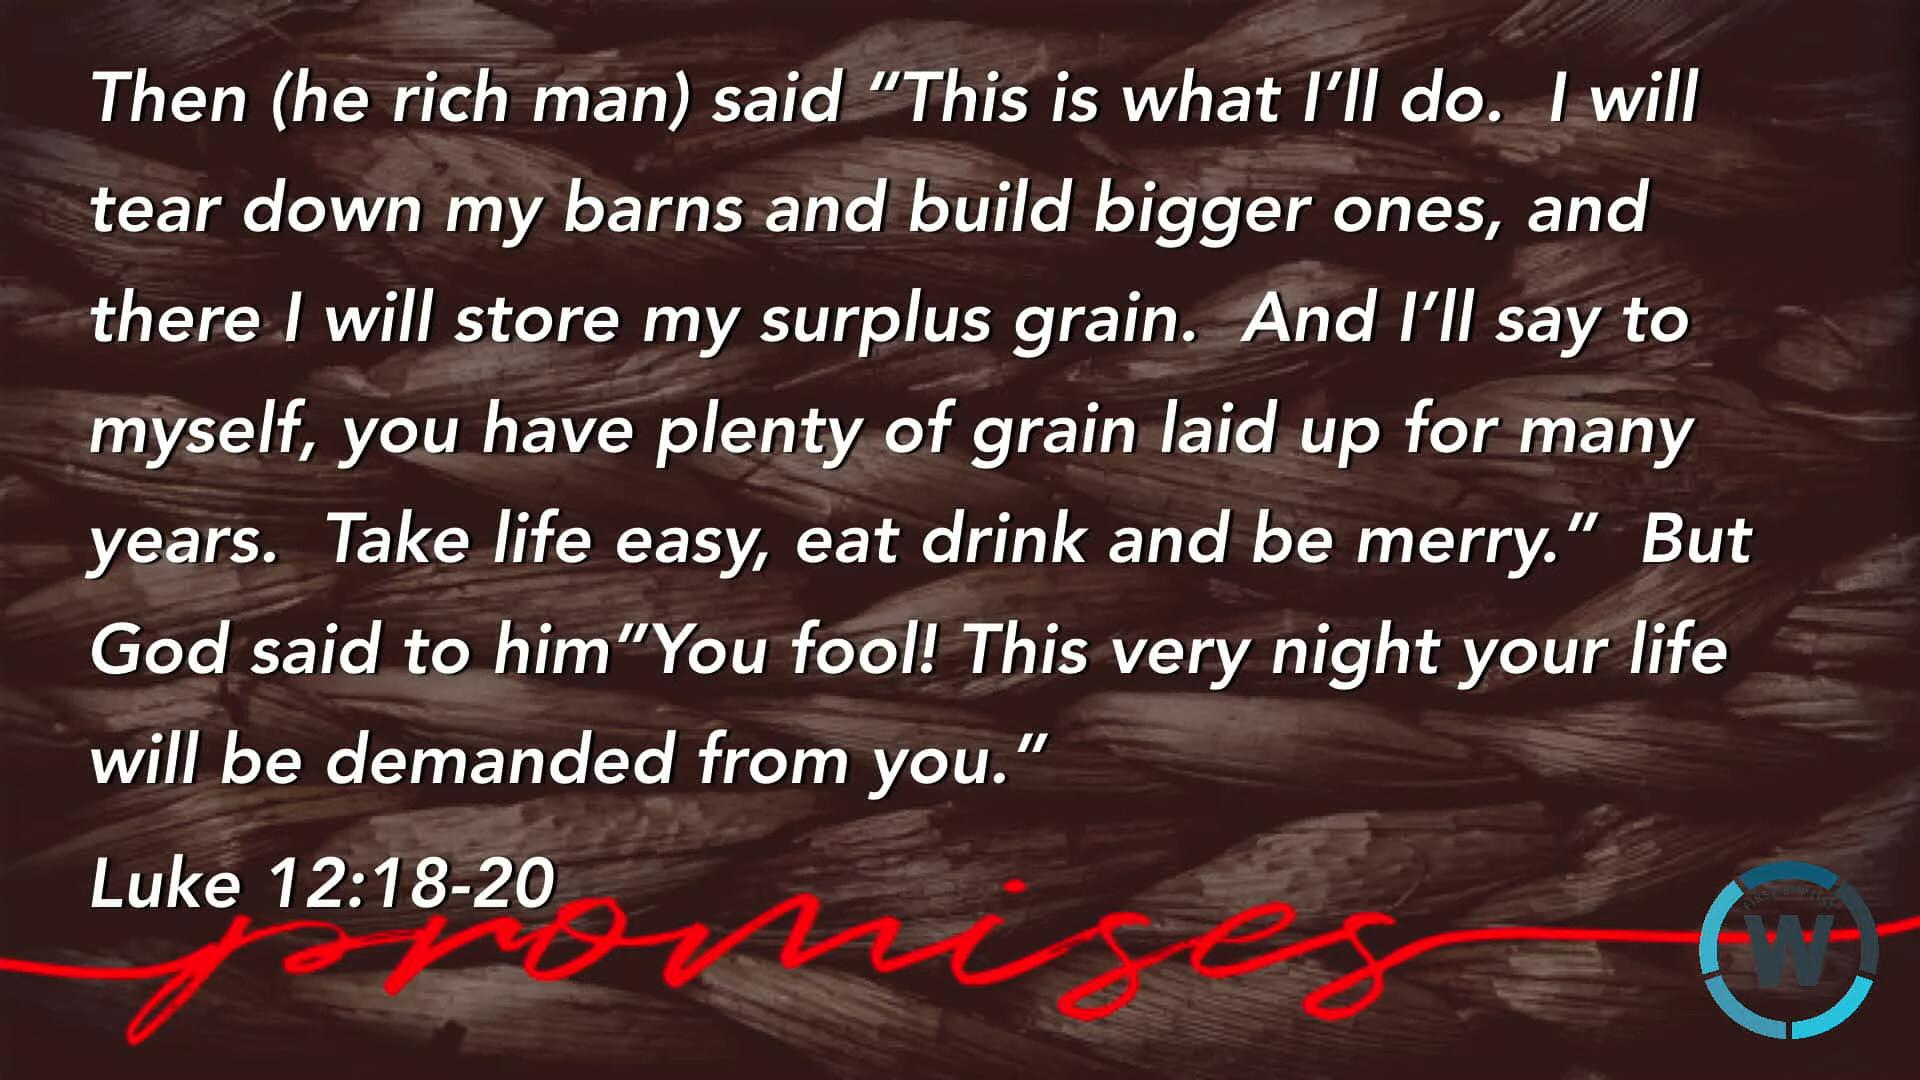 Then (he rich man) said “This is what I’ll do.  I will
tear down my barns and build bigger ones, and
there I will store my surplus grain.  And I’ll say to
myself, you have plenty of grain laid up for many
years.  Take life easy, eat drink and be merry.”  But
God said to him”You fool! This very night your life
will be demanded from you.”
Luke 12:18-20
promises
FIRST BAPTIST
W